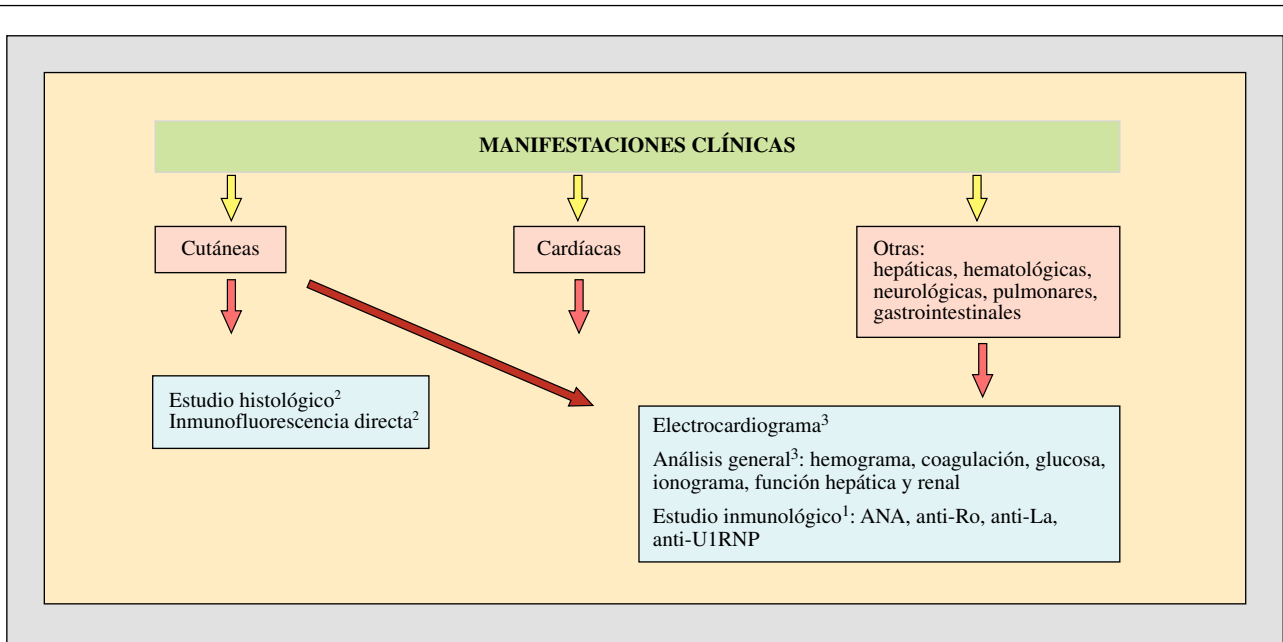 MANIFESTACIONES CLÍNICAS
Cutáneas
Cardíacas
Otras:
hepáticas, hematológicas,
neurológicas, pulmonares,
gastrointestinales
Estudio histológico²
Inmunofluorescencia directa²
Electrocardiograma³
Análisis general³: hemograma, coagulación, glucosa,
ionograma, función hepática y renal
Estudio inmunológico¹: ANA, anti-Ro, anti-La,
anti-U1RNP